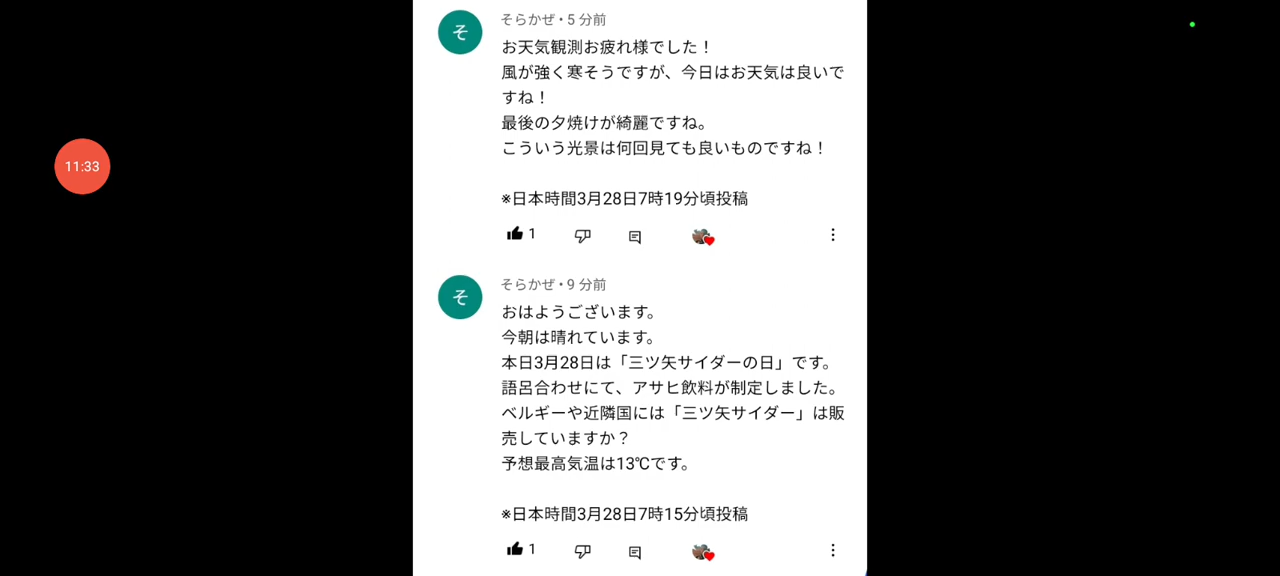 そ
そらかぜ • 5 分前
お天気観測お疲れ様でした！
風が強く寒そうですが、今日はお天気は良いで
すね！
最後の夕焼けが綺麗ですね。
こういう光景は何回見ても良いものですね！
※日本時間3月28日7時19分頃投稿
1
11:33
そ
そらかぜ • 9 分前
おはようございます。
今朝は晴れています。
本日3月28日は「三ツ矢サイダーの日」です。
語呂合わせにて、アサヒ飲料が制定しました。
ベルギーや近隣国には「三ツ矢サイダー」は販
売していますか？
予想最高気温は13℃です。
※日本時間3月28日7時15分頃投稿
1